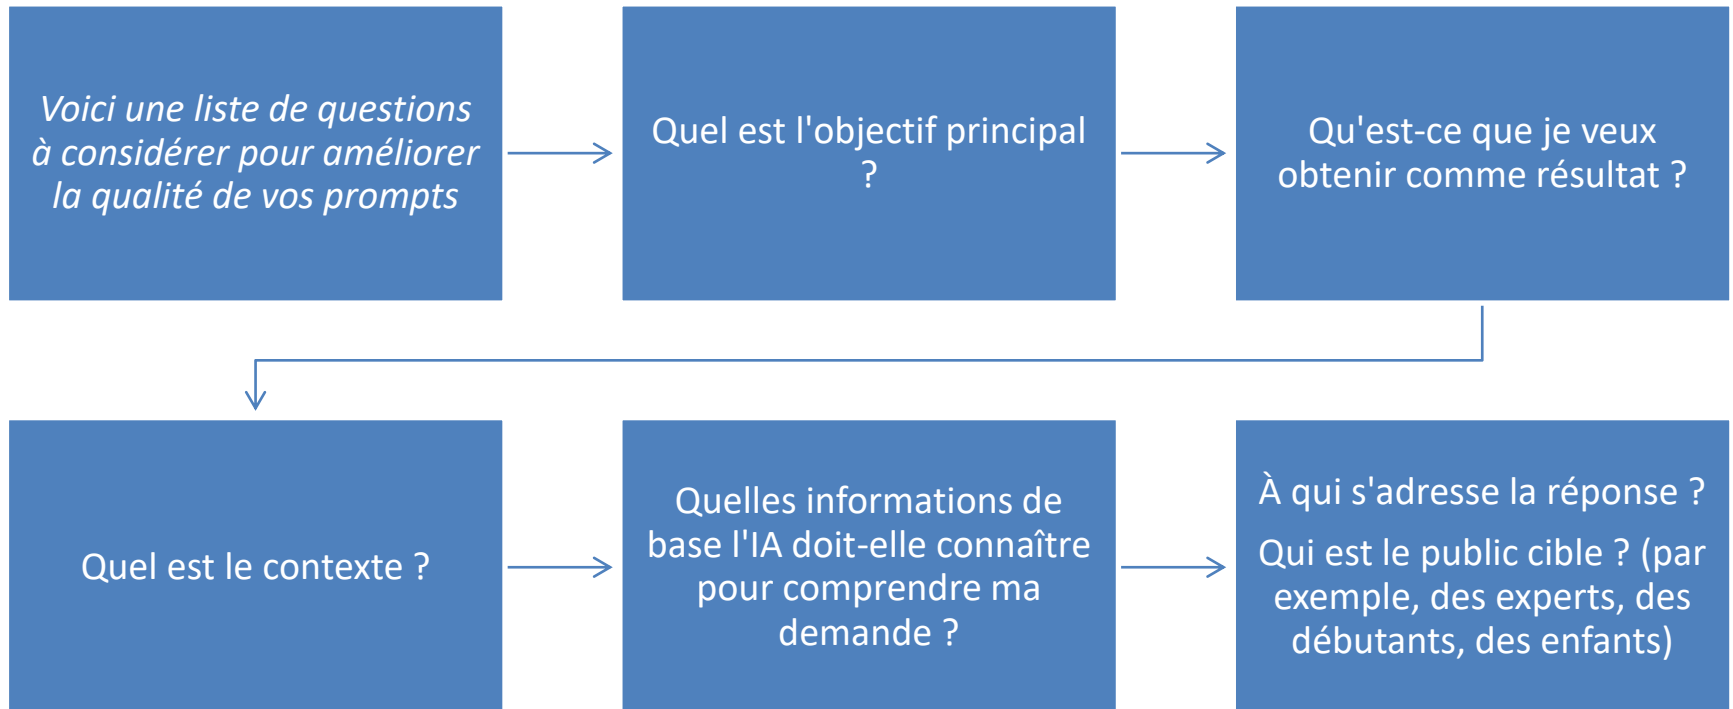 Voici une liste de questions
à considérer pour améliorer
la qualité de vos prompts
Quel est l'objectif principal
?
Qu'est-ce que je veux
obtenir comme résultat ?
Quel est le contexte ?
Quelles informations de
base l'IA doit-elle connaître
pour comprendre ma
demande ?
À qui s'adresse la réponse ?
Qui est le public cible ? (par
exemple, des experts, des
débutants, des enfants)